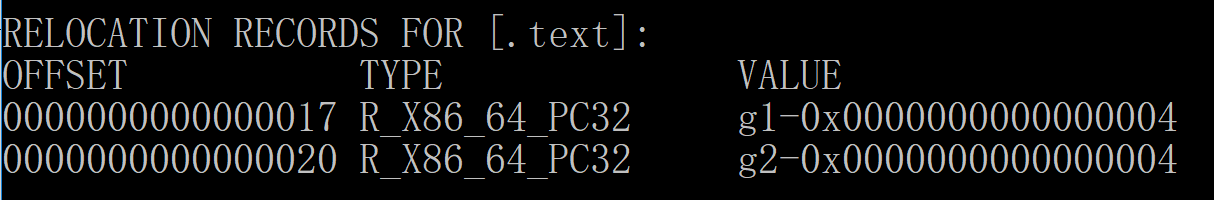 RELOCATION RECORDS FOR [.text]:
OFFSET TYPE VALUE
0000000000000017 R_X86_64_PC32 g1-0x0000000000000004
0000000000000020 R_X86_64_PC32 g2-0x0000000000000004